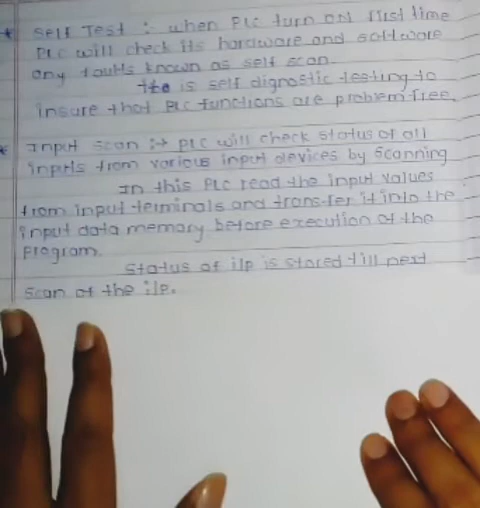 * Self Test :- when PLC turn on first time
PLC will check its hardware and software
any faults known as self scan.
It is self dignostic testing to
insure that PLC functions are problem free.
* Input scan :→ PLC will check status of all
inputs from various input devices by scanning
In this PLC read the input values
from input terminals and transfer it into the
input data memory before execution of the
program.
Status of i/p is stored till next
scan of the i/p.